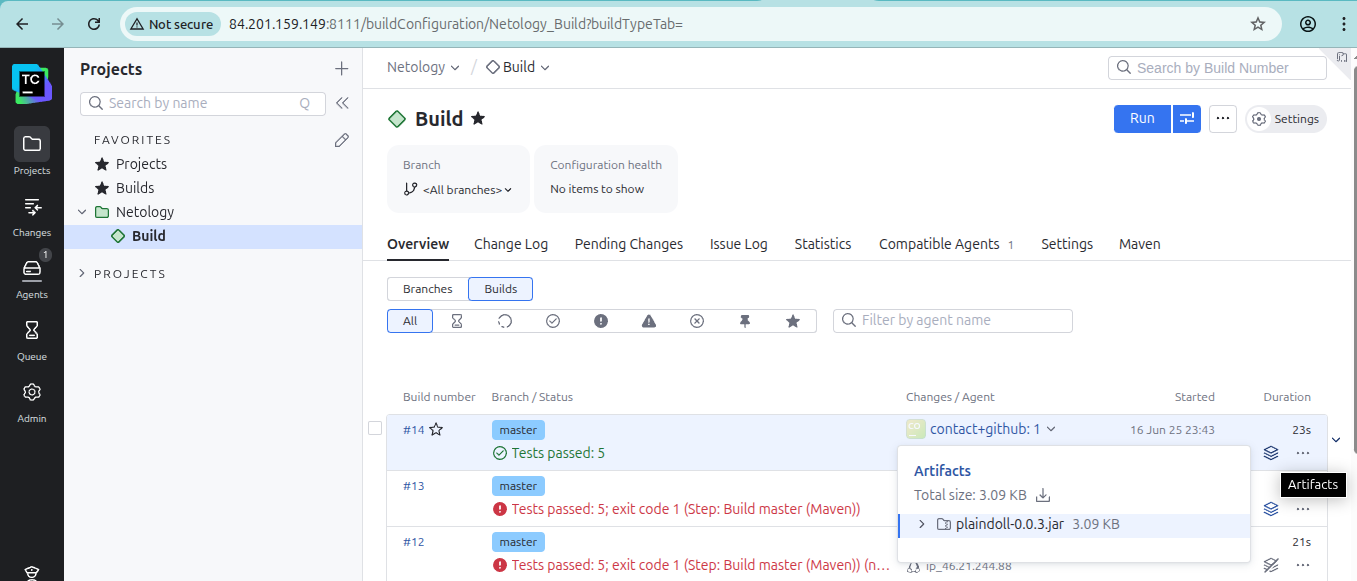 Not secure 84.201.159.149:8111/buildConfiguration/Netology_Build?buildTypeTab=
TC
Projects
Changes
1
Agents
Queue
Admin
Projects
Search by name Q
FAVORITES
Projects
Builds
Netology
Build
PROJECTS
Netology / Build
Search by Build Number
Build
Run
Settings
Branch
<All branches>
Configuration health
No items to show
Overview Change Log Pending Changes Issue Log Statistics Compatible Agents 1 Settings Maven
Branches Builds
All
Filter by agent name
Build number Branch / Status Changes / Agent Started Duration
#14 master contact+github: 1 16 Jun 25 23:43 23s
Tests passed: 5
Artifacts
Total size: 3.09 KB
plaindoll-0.0.3.jar 3.09 KB
Artifacts
#13 master
Tests passed: 5; exit code 1 (Step: Build master (Maven))
#12 master 21s
Tests passed: 5; exit code 1 (Step: Build master (Maven)) (n...
ip_46.21.244.88